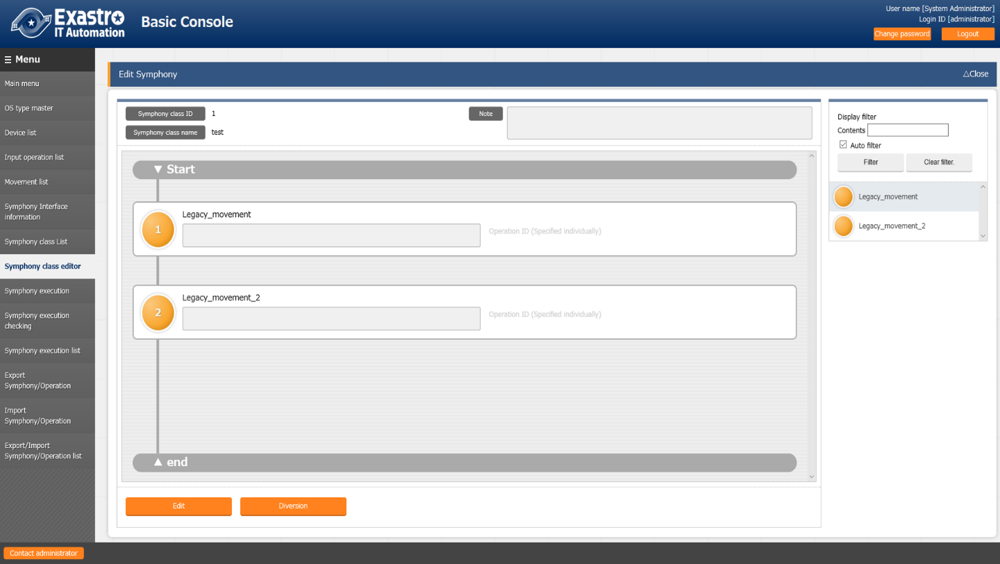 Exastro
IT Automation
Basic Console
User name [System Administrator]
Login ID [administrator]
Change password
Logout
Menu
Main menu
OS type master
Device list
Input operation list
Movement list
Symphony Interface
information
Symphony class List
Symphony class editor
Symphony execution
Symphony execution
checking
Symphony execution list
Export
Symphony/Operation
Import
Symphony/Operation
Export/Import
Symphony/Operation list
Contact administrator
Edit Symphony
△Close
Symphony class ID 1
Note
Symphony class name test
▼ Start
1
Legacy_movement
Operation ID (Specified individually)
2
Legacy_movement_2
Operation ID (Specified individually)
▲ end
Edit
Diversion
Display filter
Contents
Auto filter
Filter
Clear filter.
Legacy_movement
Legacy_movement_2